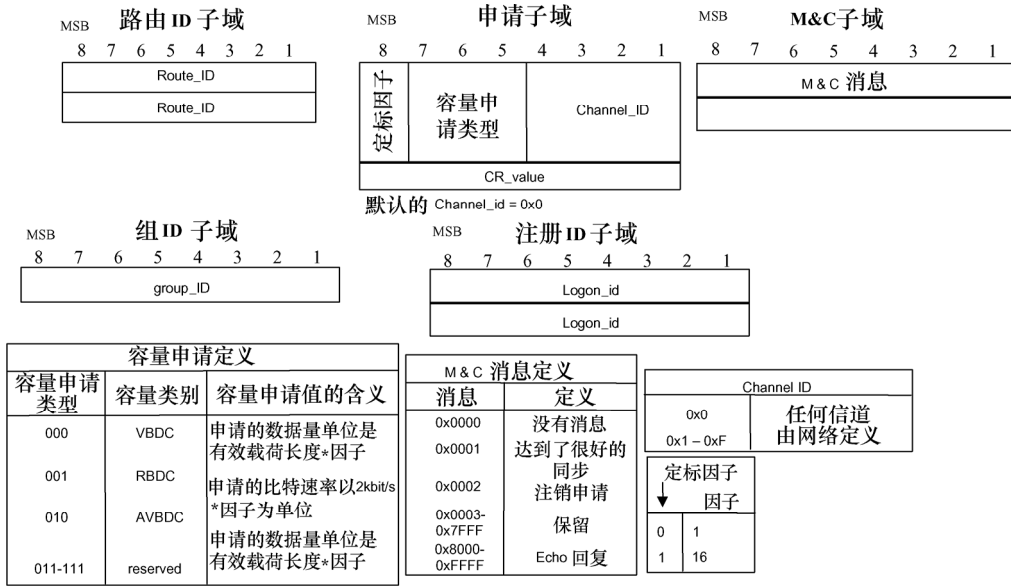 MSB 路由 ID 子域
8 7 6 5 4 3 2 1
Route_ID
Route_ID
MSB 申请子域
8 7 6 5 4 3 2 1
定标因子
容量申
请类型
Channel_ID
CR_value
默认的 Channel_id = 0x0
MSB M&C子域
8 7 6 5 4 3 2 1
M & C 消息
MSB 组 ID 子域
8 7 6 5 4 3 2 1
group_ID
MSB 注册 ID 子域
8 7 6 5 4 3 2 1
Logon_id
Logon_id
容量申请定义
容量申请
类型
容量类别
容量申请值的含义
000 VBDC 申请的数据量单位是
有效载荷长度*因子
001 RBDC 申请的比特速率以2kbit/s
*因子为单位
010 AVBDC 申请的数据量单位是
有效载荷长度*因子
011-111 reserved
M & C 消息定义
消息 定义
0x0000 没有消息
0x0001 达到了很好的
同步
0x0002 注销申请
0x0003-
0x7FFF
保留
0x8000-
0xFFFF
Echo 回复
Channel ID
0x0 任何信道
0x1 – 0xF 由网络定义
定标因子
因子
0 1
1 16